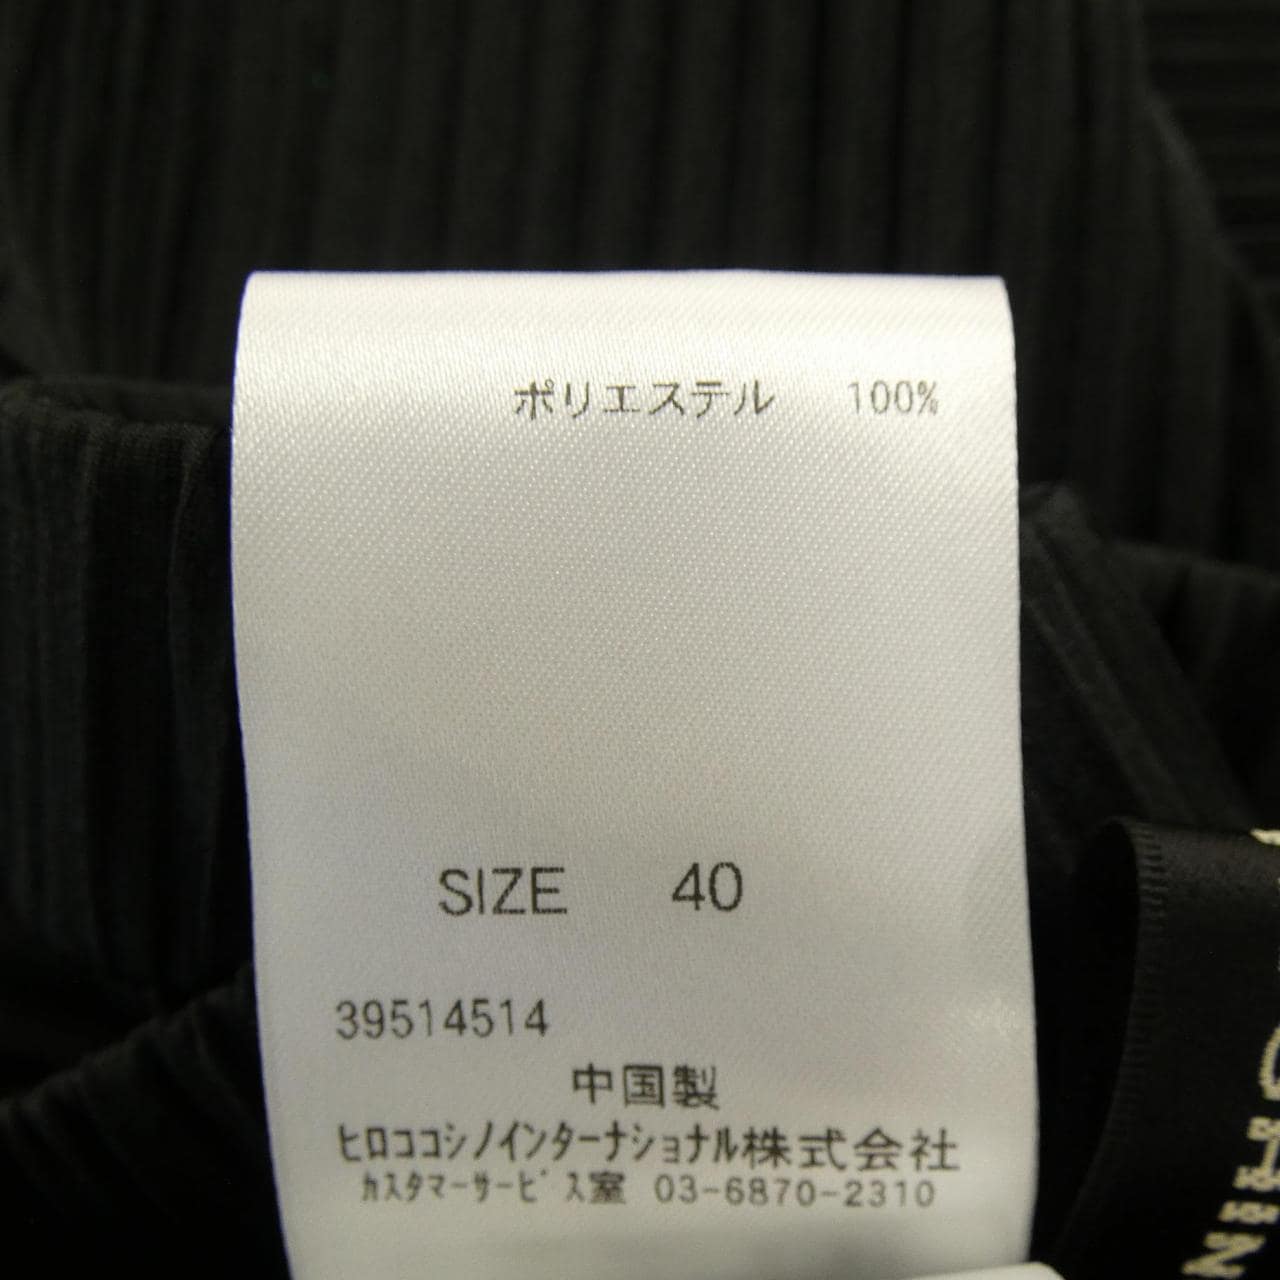 ポリエステル 100%
SIZE 40
39514514
中国製
ヒロココシノインターナショナル株式会社
カスタマーサービス室 03-6870-2310